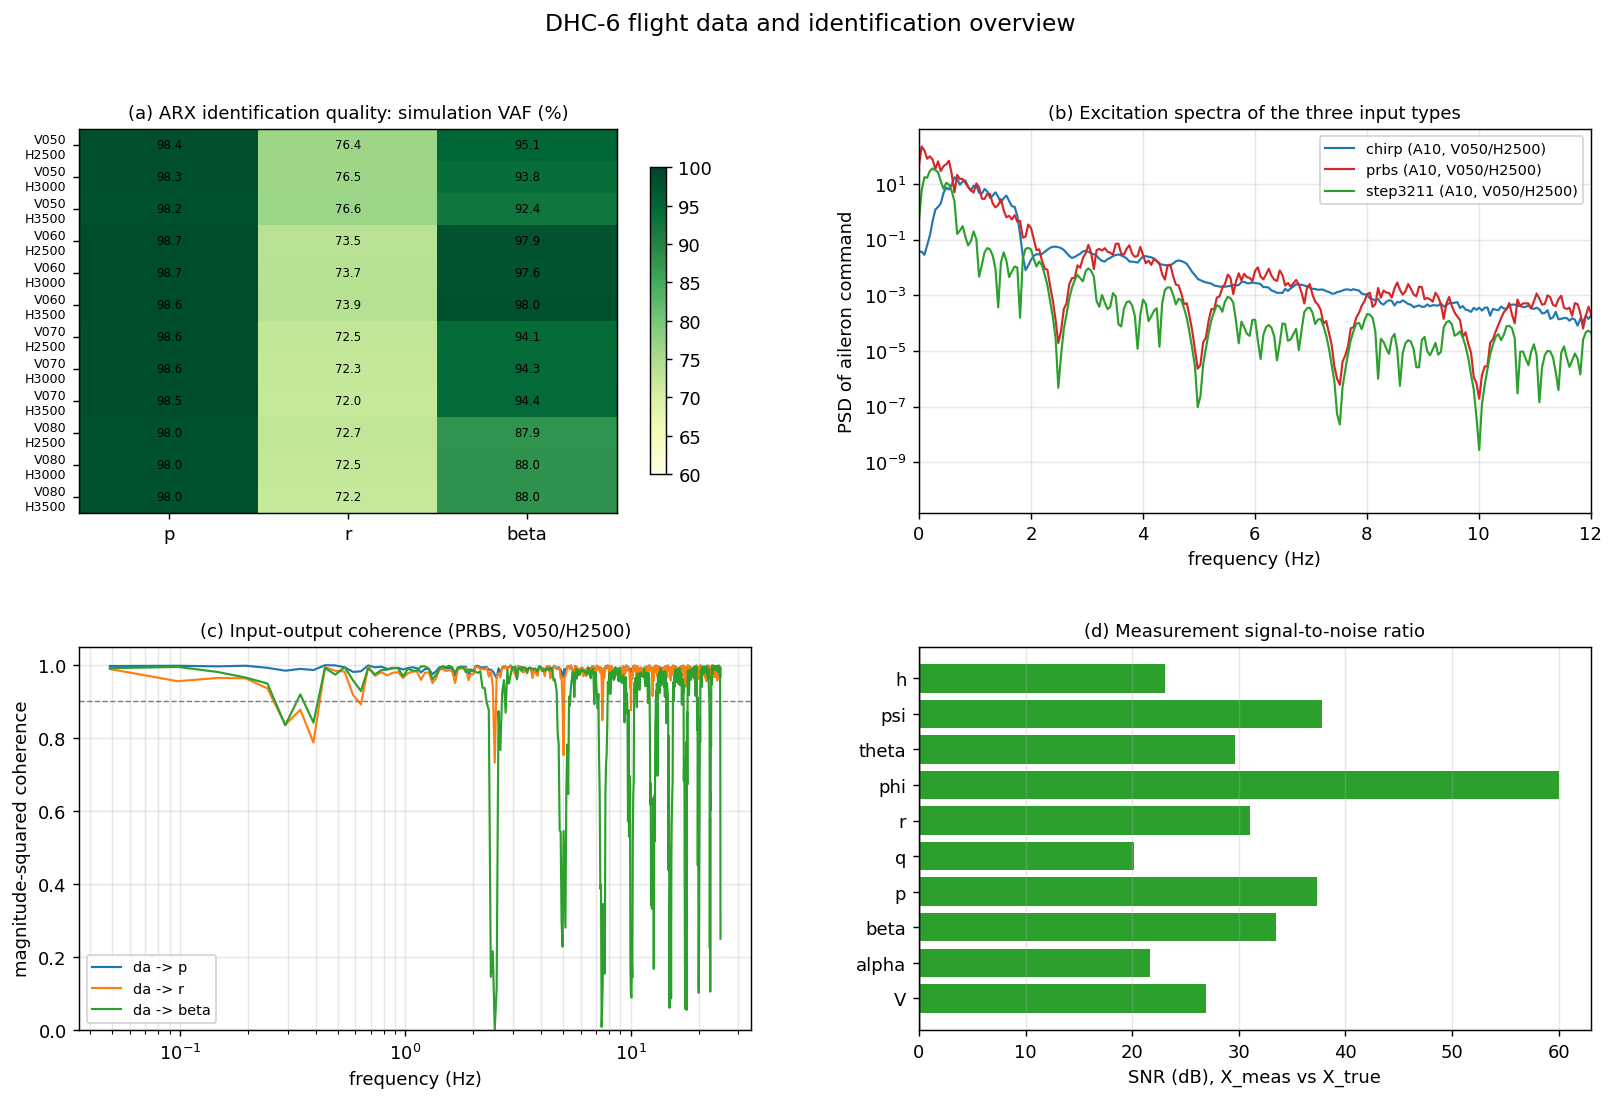 DHC-6 flight data and identification overview
(a) ARX identification quality: simulation VAF (%)
V050
H2500
98.4 76.4 95.1
V050
H3000
98.3 76.5 93.8
V050
H3500
98.2 76.6 92.4
V060
H2500
98.7 73.5 97.9
V060
H3000
98.7 73.7 97.6
V060
H3500
98.6 73.9 98.0
V070
H2500
98.6 72.5 94.1
V070
H3000
98.6 72.3 94.3
V070
H3500
98.5 72.0 94.4
V080
H2500
98.0 72.7 87.9
V080
H3000
98.0 72.5 88.0
V080
H3500
98.0 72.2 88.0
p r beta
100
95
90
85
80
75
70
65
60
(b) Excitation spectra of the three input types
chirp (A10, V050/H2500)
prbs (A10, V050/H2500)
step3211 (A10, V050/H2500)
PSD of aileron command
10¹
10⁻¹
10⁻³
10⁻⁵
10⁻⁷
10⁻⁹
0 2 4 6 8 10 12
frequency (Hz)
(c) Input-output coherence (PRBS, V050/H2500)
magnitude-squared coherence
1.0
0.8
0.6
0.4
0.2
0.0
da -> p
da -> r
da -> beta
10⁻¹ 10⁰ 10¹
frequency (Hz)
(d) Measurement signal-to-noise ratio
h
psi
theta
phi
r
q
p
beta
alpha
V
0 10 20 30 40 50 60
SNR (dB), X_meas vs X_true